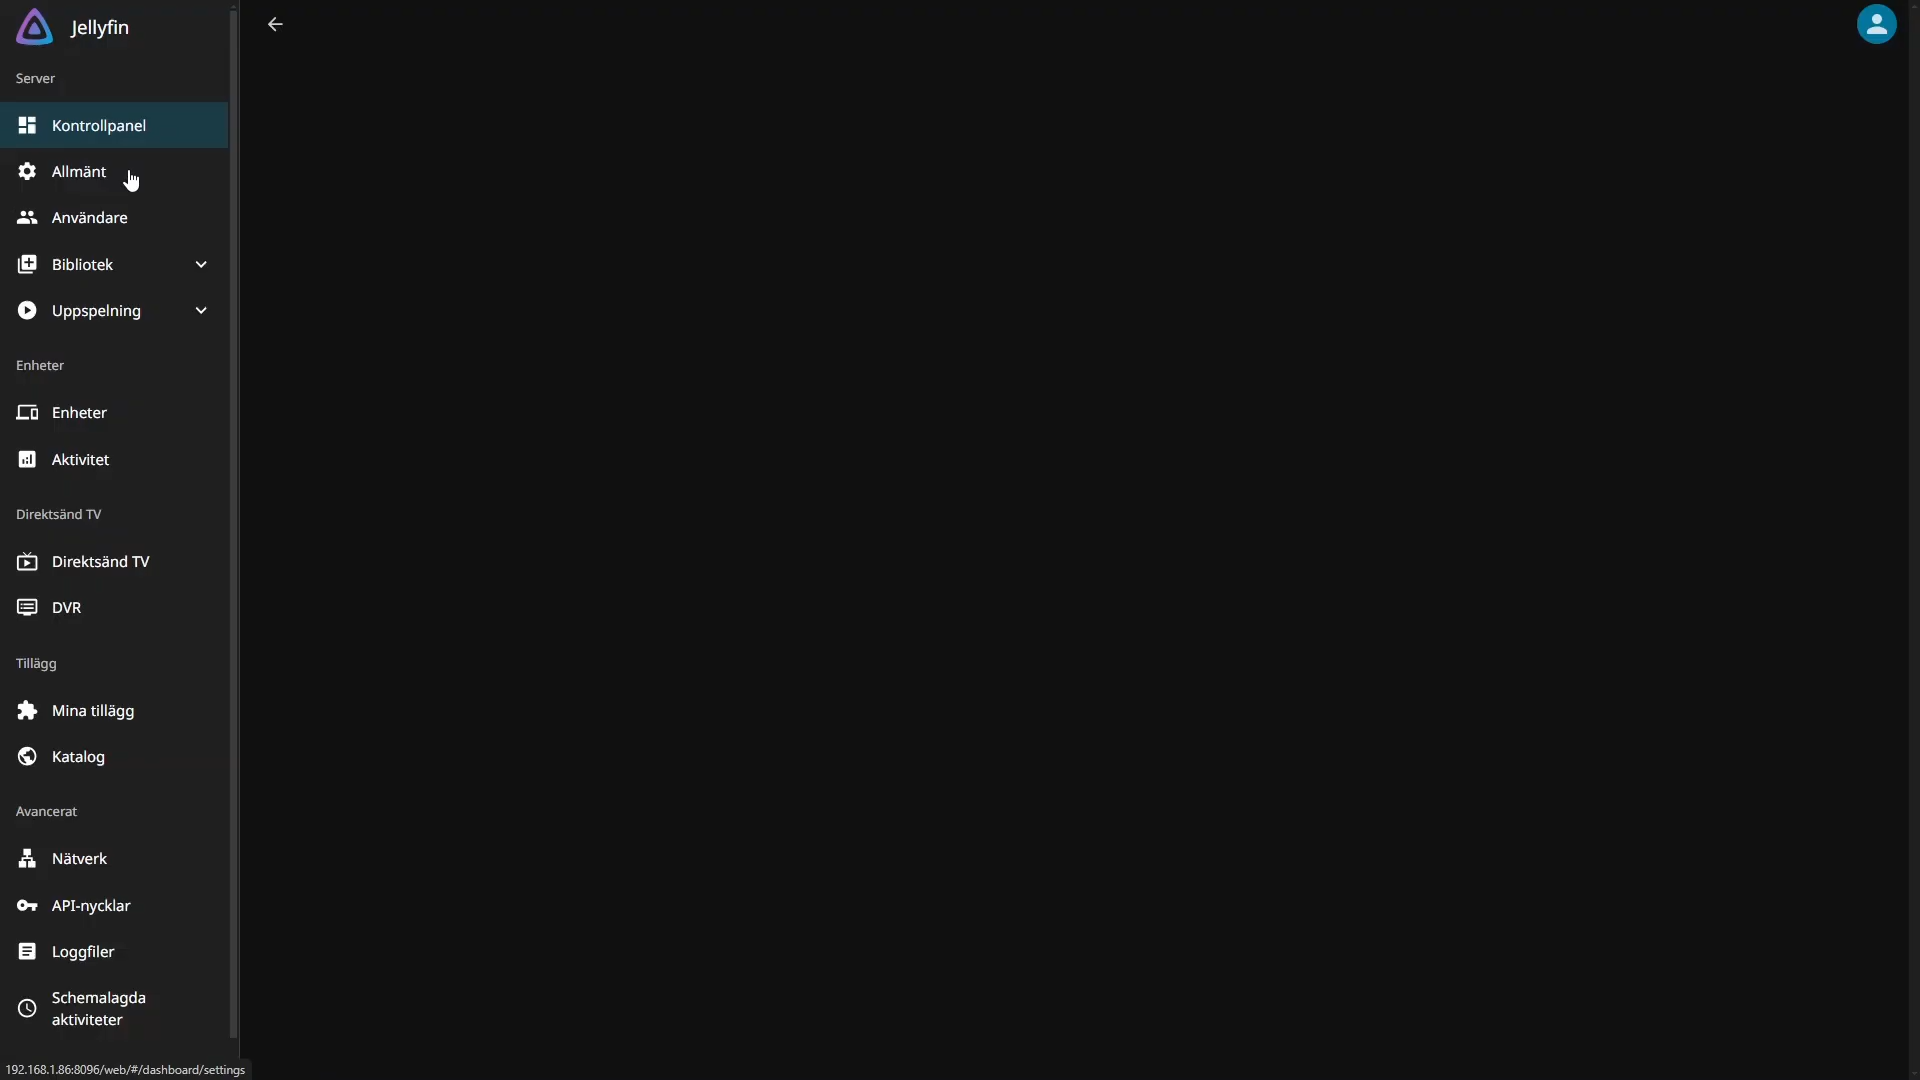 Jellyfin
Server
Kontrollpanel
Allmänt
Användare
Bibliotek
Uppspelning
Enheter
Enheter
Aktivitet
Direktsänd TV
Direktsänd TV
DVR
Tillägg
Mina tillägg
Katalog
Avancerat
Nätverk
API-nycklar
Loggfiler
Schemalagda
aktiviteter
192.168.1.86:8096/web/#/dashboard/settings